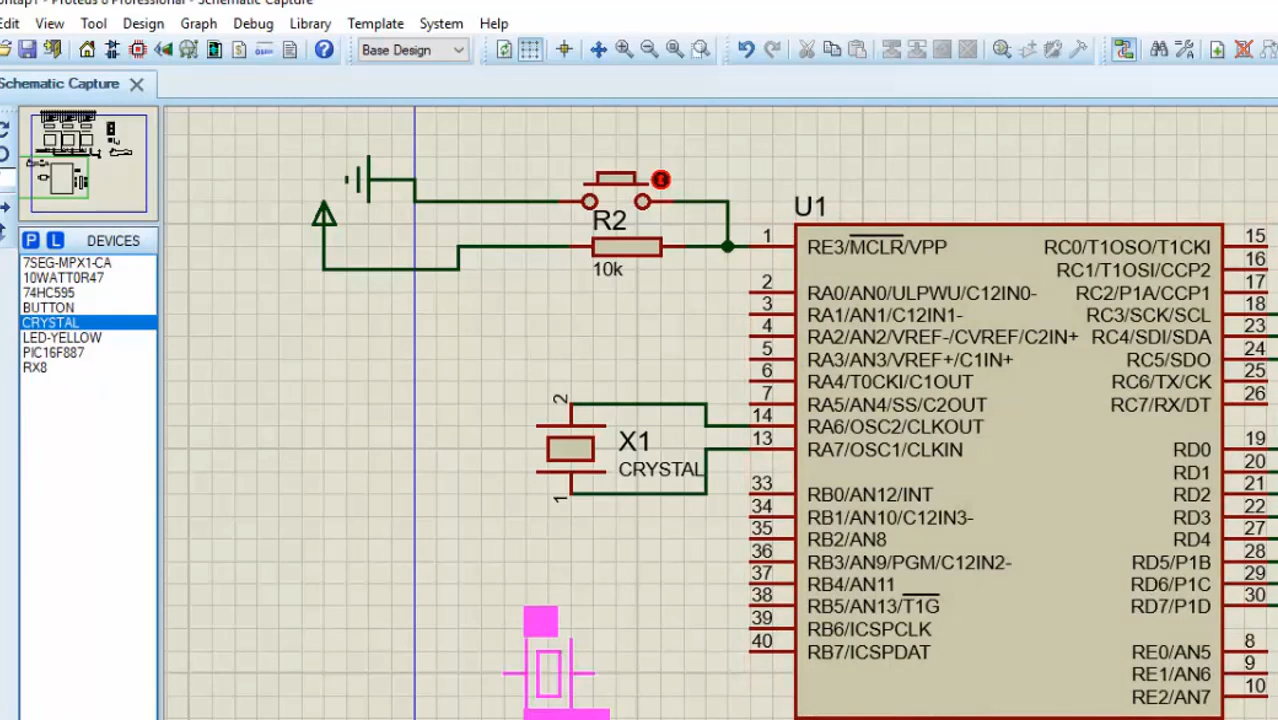 Proteus 8 Professional - Schematic Capture
Edit View Tool Design Graph Debug Library Template System Help
Base Design
Schematic Capture
P L DEVICES
7SEG-MPX1-CA
10WATT0R47
74HC595
BUTTON
CRYSTAL
LED-YELLOW
PIC16F887
RX8
R2
10k
U1
X1
CRYSTAL
2
1
1 RE3/MCLR/VPP RC0/T1OSO/T1CKI 15
RC1/T1OSI/CCP2 16
2 RA0/AN0/ULPWU/C12IN0- RC2/P1A/CCP1 17
3 RA1/AN1/C12IN1- RC3/SCK/SCL 18
4 RA2/AN2/VREF-/CVREF/C2IN+ RC4/SDI/SDA 23
5 RA3/AN3/VREF+/C1IN+ RC5/SDO 24
6 RA4/T0CKI/C1OUT RC6/TX/CK 25
7 RA5/AN4/SS/C2OUT RC7/RX/DT 26
14 RA6/OSC2/CLKOUT
13 RA7/OSC1/CLKIN RD0 19
RD1 20
33 RB0/AN12/INT RD2 21
34 RB1/AN10/C12IN3- RD3 22
35 RB2/AN8 RD4 27
36 RB3/AN9/PGM/C12IN2- RD5/P1B 28
37 RB4/AN11 RD6/P1C 29
38 RB5/AN13/T1G RD7/P1D 30
39 RB6/ICSPCLK
40 RB7/ICSPDAT RE0/AN5 8
RE1/AN6 9
RE2/AN7 10